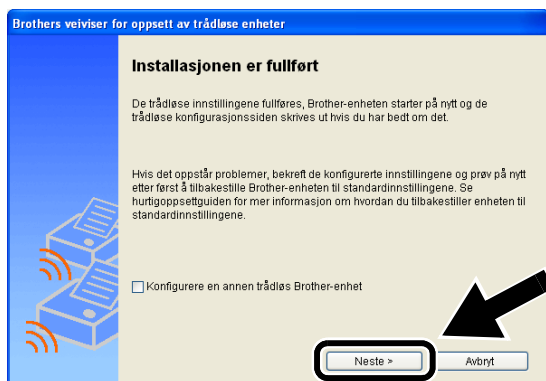 Brothers veiviser for oppsett av trådløse enheter
Installasjonen er fullført
De trådløse innstillingene fullføres, Brother-enheten starter på nytt og de
trådløse konfigurasjonssiden skrives ut hvis du har bedt om det.
Hvis det oppstår problemer, bekreft de konfigurerte innstillingene og prøv på nytt
etter først å tilbakestille Brother-enheten til standardinnstillingene. Se
hurtigoppsettguiden for mer informasjon om hvordan du tilbakestiller enheten til
standardinnstillingene.
Konfigurere en annen trådløs Brother-enhet
Neste >
Avbryt